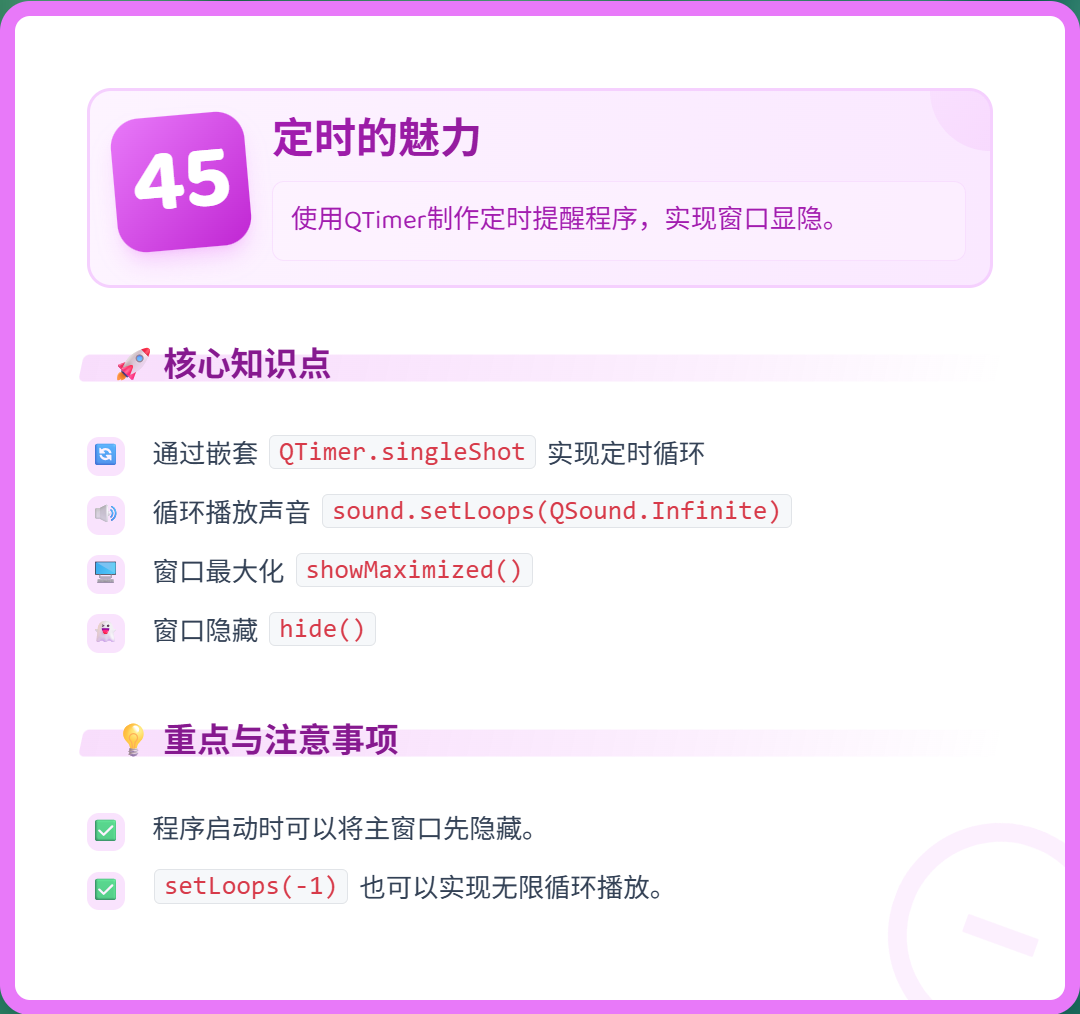 45
定时的魅力
使用QTimer制作定时提醒程序，实现窗口显隐。
🚀 核心知识点
通过嵌套 QTimer.singleShot 实现定时循环
循环播放声音 sound.setLoops(QSound.Infinite)
窗口最大化 showMaximized()
窗口隐藏 hide()
💡 重点与注意事项
程序启动时可以将主窗口先隐藏。
setLoops(-1) 也可以实现无限循环播放。